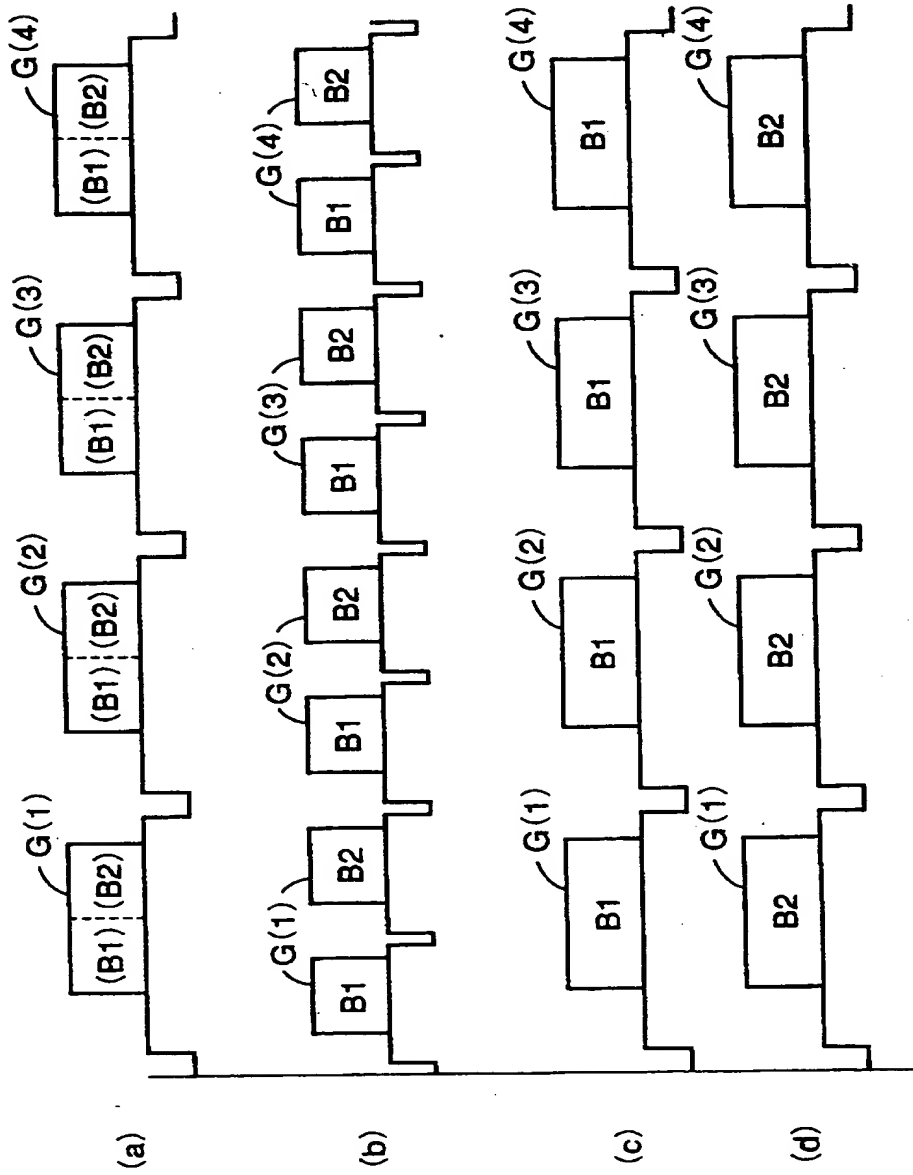 (a)
G(1) G(2) G(3) G(4)
(B1) (B2) (B1) (B2) (B1) (B2) (B1) (B2)
(b)
G(1) G(2) G(3) G(4)
B1 B2 B1 B2 B1 B2 B1 B2
(c)
G(1) G(2) G(3) G(4)
B1 B1 B1 B1
(d)
G(1) G(2) G(3) G(4)
B2 B2 B2 B2